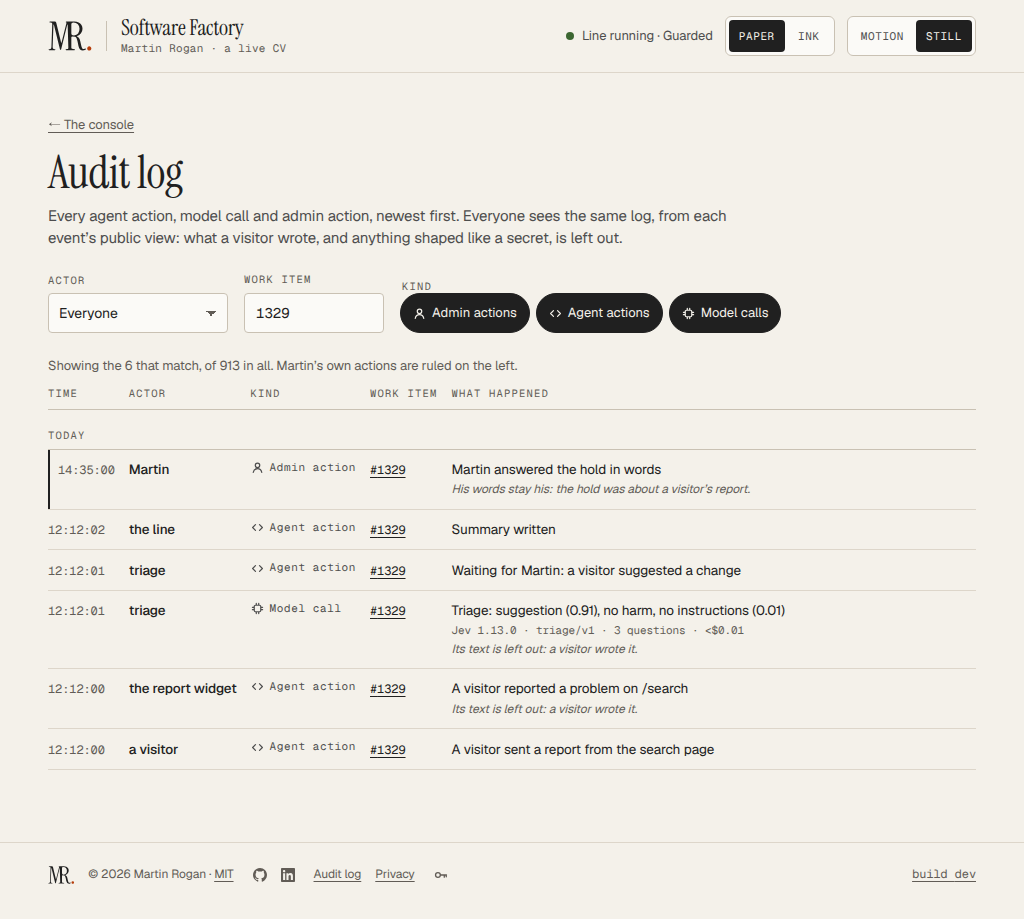 MR.
Software Factory
Martin Rogan · a live CV
Line running · Guarded
PAPER INK
MOTION STILL
← The console
Audit log
Every agent action, model call and admin action, newest first. Everyone sees the same log, from each
event's public view: what a visitor wrote, and anything shaped like a secret, is left out.
ACTOR WORK ITEM KIND
Everyone 1329 Admin actions Agent actions Model calls
Showing the 6 that match, of 913 in all. Martin's own actions are ruled on the left.
TIME ACTOR KIND WORK ITEM WHAT HAPPENED
TODAY
14:35:00 Martin Admin action #1329 Martin answered the hold in words
His words stay his: the hold was about a visitor's report.
12:12:02 the line Agent action #1329 Summary written
12:12:01 triage Agent action #1329 Waiting for Martin: a visitor suggested a change
12:12:01 triage Model call #1329 Triage: suggestion (0.91), no harm, no instructions (0.01)
Jev 1.13.0 · triage/v1 · 3 questions · <$0.01
Its text is left out: a visitor wrote it.
12:12:00 the report widget Agent action #1329 A visitor reported a problem on /search
Its text is left out: a visitor wrote it.
12:12:00 a visitor Agent action #1329 A visitor sent a report from the search page
MR. © 2026 Martin Rogan · MIT Audit log Privacy build dev